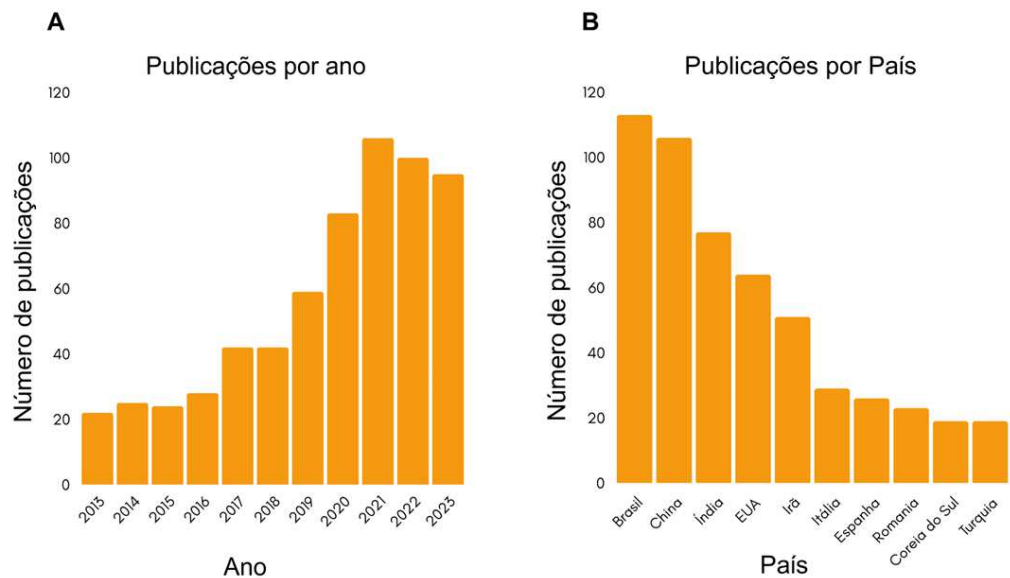 A
Publicações por ano
Número de publicações
120
100
80
60
40
20
0
2013
2014
2015
2016
2017
2018
2019
2020
2021
2022
2023
Ano
B
Publicações por País
Número de publicações
120
100
80
60
40
20
0
Brasil
China
Índia
EUA
Irã
Itália
Espanha
Romania
Coreia do Sul
Turquia
País